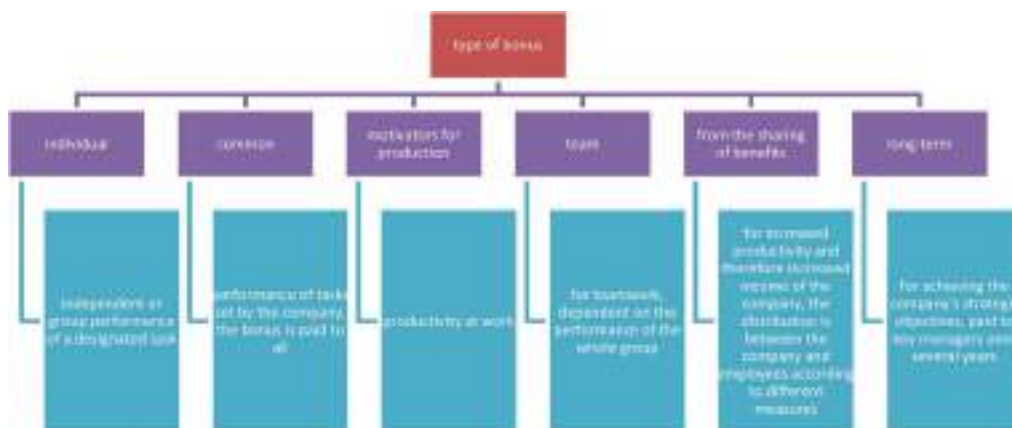 type of bonus
individual
common
motivators for
production
team
from the sharing
of benefits
long-term
independent or
group performance
of a designated task
performance of tasks
set by the company,
the bonus is paid to
all
productivity at work
for teamwork,
dependent on the
performance of the
whole group
for increased
productivity and
therefore increased
income of the
company, the
distribution is
between the
company and
employees according
to different
measures
for achieving the
company's strategic
objectives, paid to
key managers over
several years